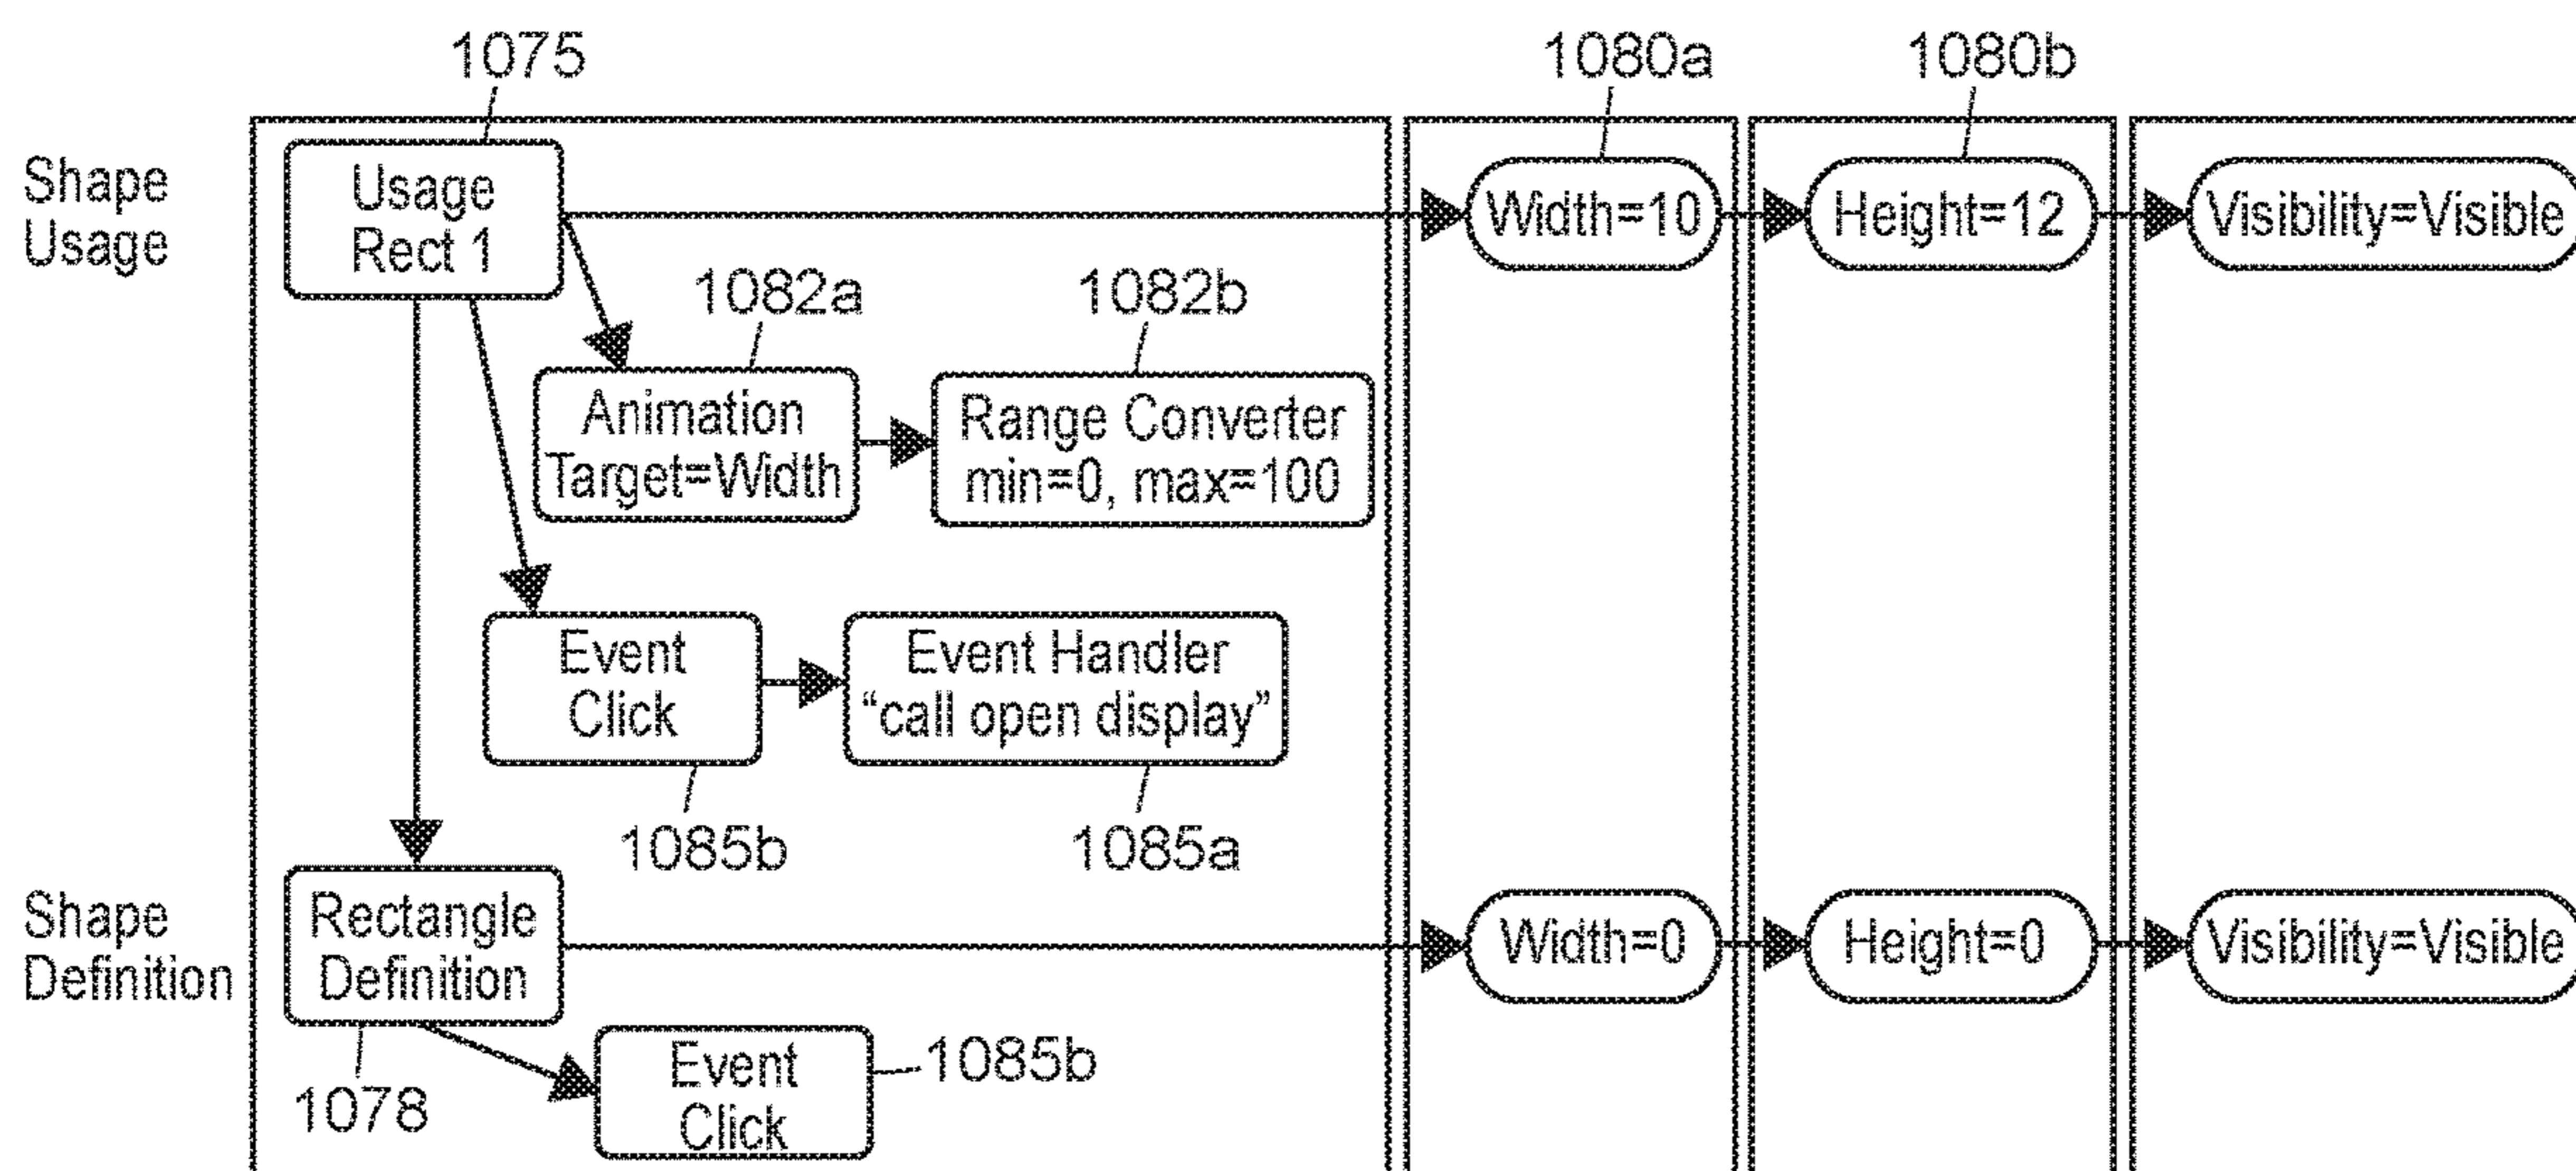 1075
1080a
1080b
Shape
Usage
Usage
Rect 1
Width=10
Height=12
Visibility=Visible
1082a
1082b
Animation
Target=Width
Range Converter
min=0, max=100
Event
Click
Event Handler
“call open display”
1085b
1085a
Shape
Definition
Rectangle
Definition
Width=0
Height=0
Visibility=Visible
1078
Event
Click
1085b